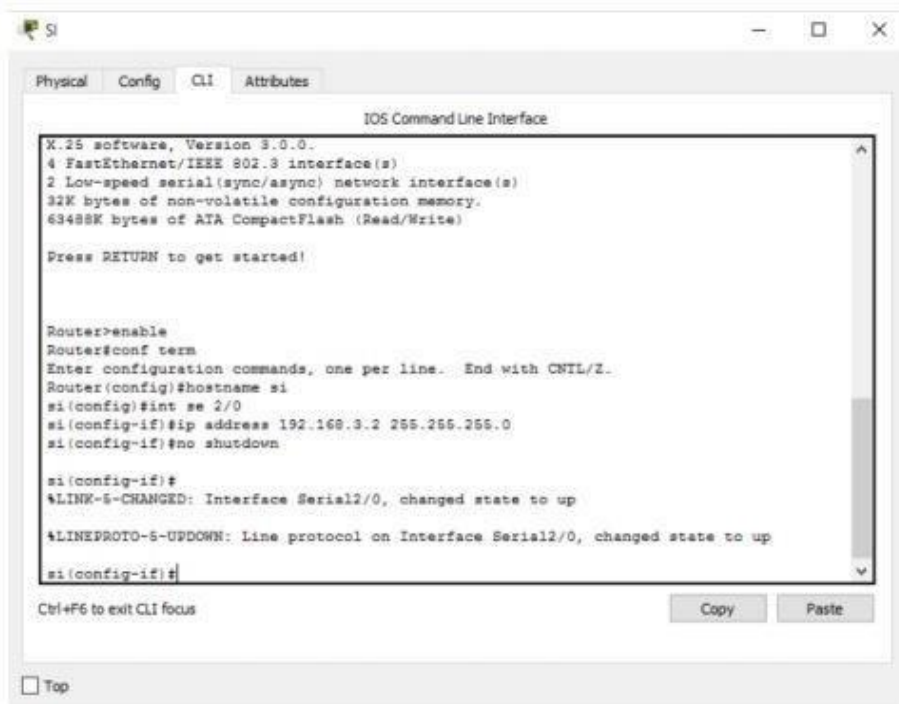 SI
Physical Config CLI Attributes
IOS Command Line Interface
X.25 software, Version 3.0.0.
4 FastEthernet/IEEE 802.3 interface(s)
2 Low-speed serial(sync/async) network interface(s)
32K bytes of non-volatile configuration memory.
63488K bytes of ATA CompactFlash (Read/Write)
Press RETURN to get started!
Router>enable
Router#conf term
Enter configuration commands, one per line. End with CNTL/Z.
Router(config)#hostname si
si(config)#int se 2/0
si(config-if)#ip address 192.168.3.2 255.255.255.0
si(config-if)#no shutdown
si(config-if)#
%LINK-5-CHANGED: Interface Serial2/0, changed state to up
%LINEPROTO-5-UPDOWN: Line protocol on Interface Serial2/0, changed state to up
si(config-if)#
Ctrl+F6 to exit CLI focus
Copy Paste
Top